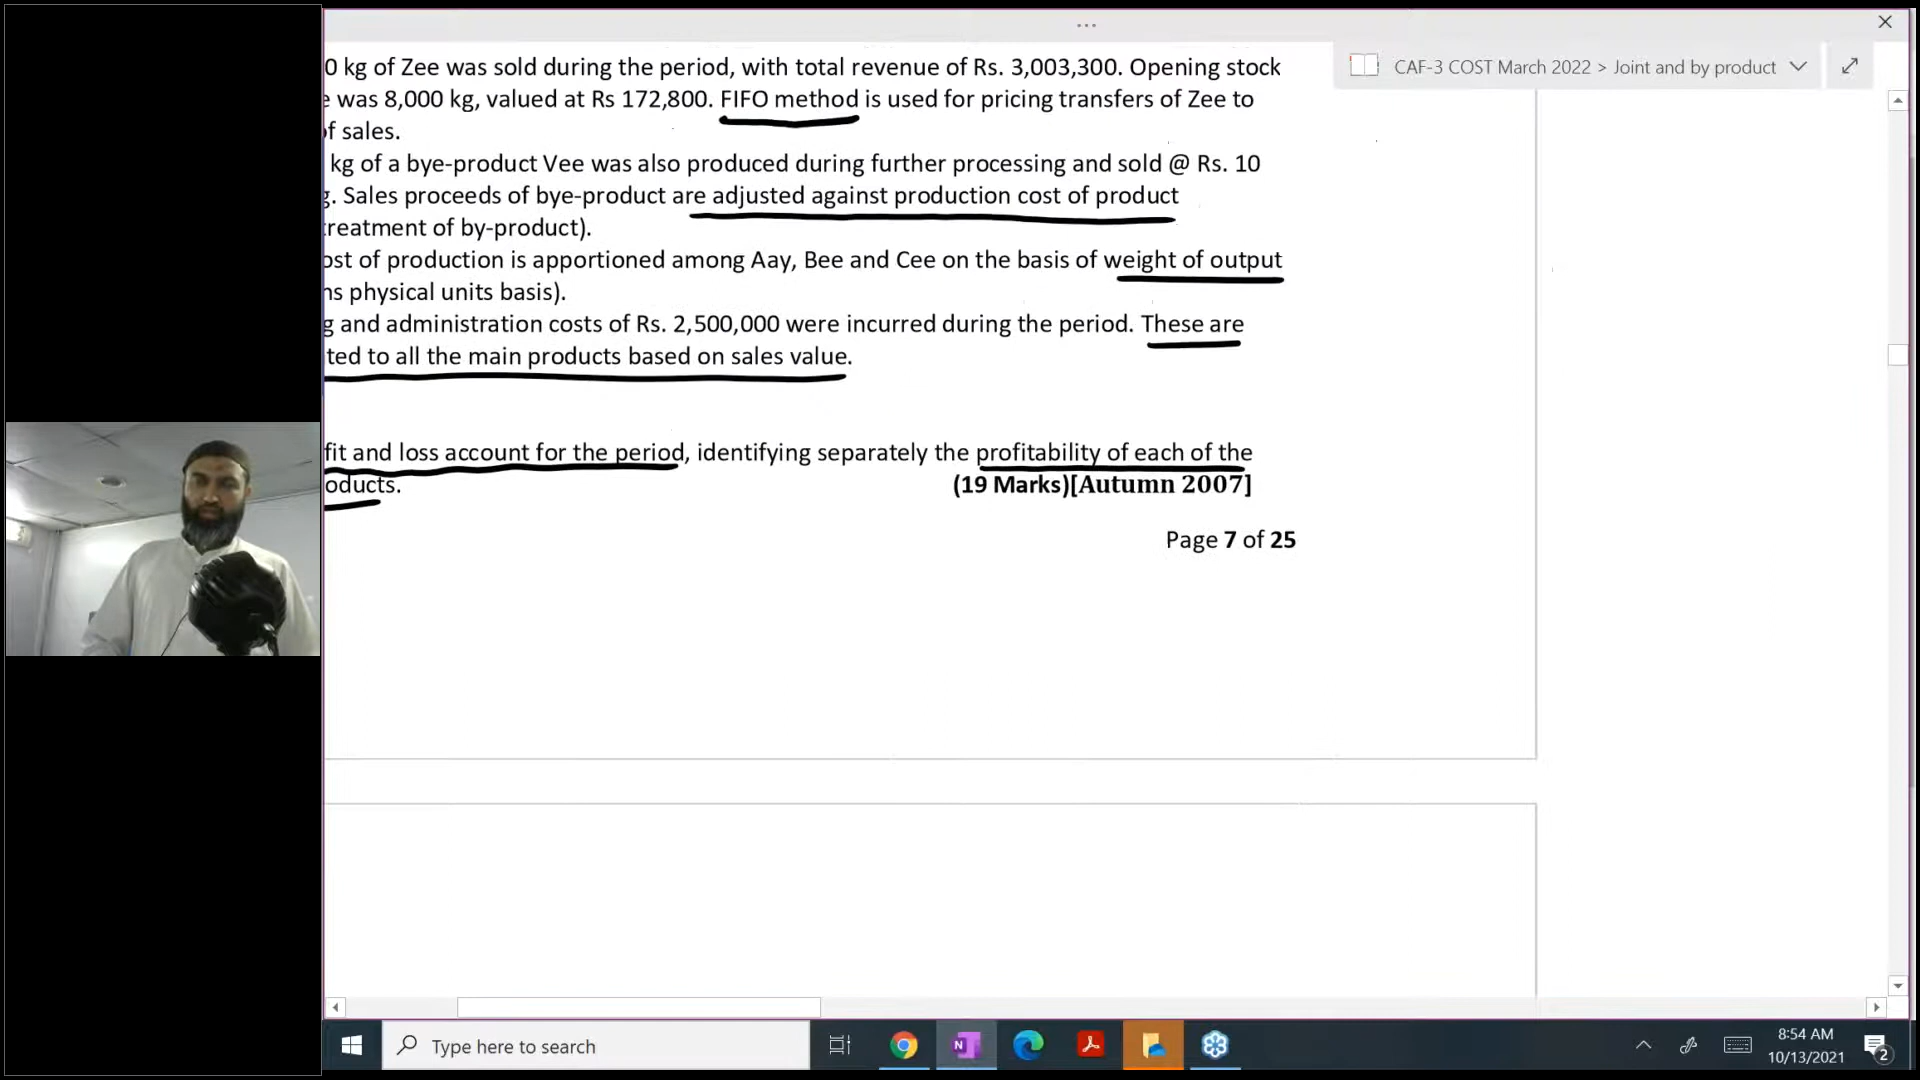 CAF-3 COST March 2022 > Joint and by product
0 kg of Zee was sold during the period, with total revenue of Rs. 3,003,300. Opening stock
e was 8,000 kg, valued at Rs 172,800. FIFO method is used for pricing transfers of Zee to
of sales.
kg of a bye-product Vee was also produced during further processing and sold @ Rs. 10
g. Sales proceeds of bye-product are adjusted against production cost of product
treatment of by-product).
ost of production is apportioned among Aay, Bee and Cee on the basis of weight of output
ns physical units basis).
g and administration costs of Rs. 2,500,000 were incurred during the period. These are
ted to all the main products based on sales value.
fit and loss account for the period, identifying separately the profitability of each of the
oducts.
(19 Marks)[Autumn 2007]
Page 7 of 25
Type here to search
8:54 AM
10/13/2021
2